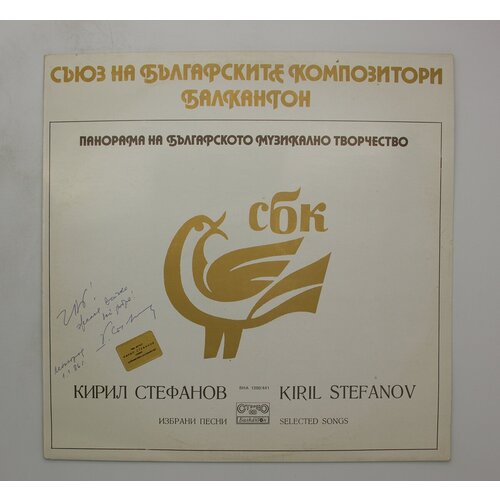 СЪЮЗ НА БЪЛГАРСКИТЕ КОМПОЗИТОРИ
БАЛКАНТОН
ПАНОРАМА НА БЪЛГАРСКОТО МУЗИКАЛНО ТВОРЧЕСТВО
сбк
КИРИЛ СТЕФАНОВ
KIRIL STEFANOV
ИЗБРАНИ ПЕСНИ
SELECTED SONGS